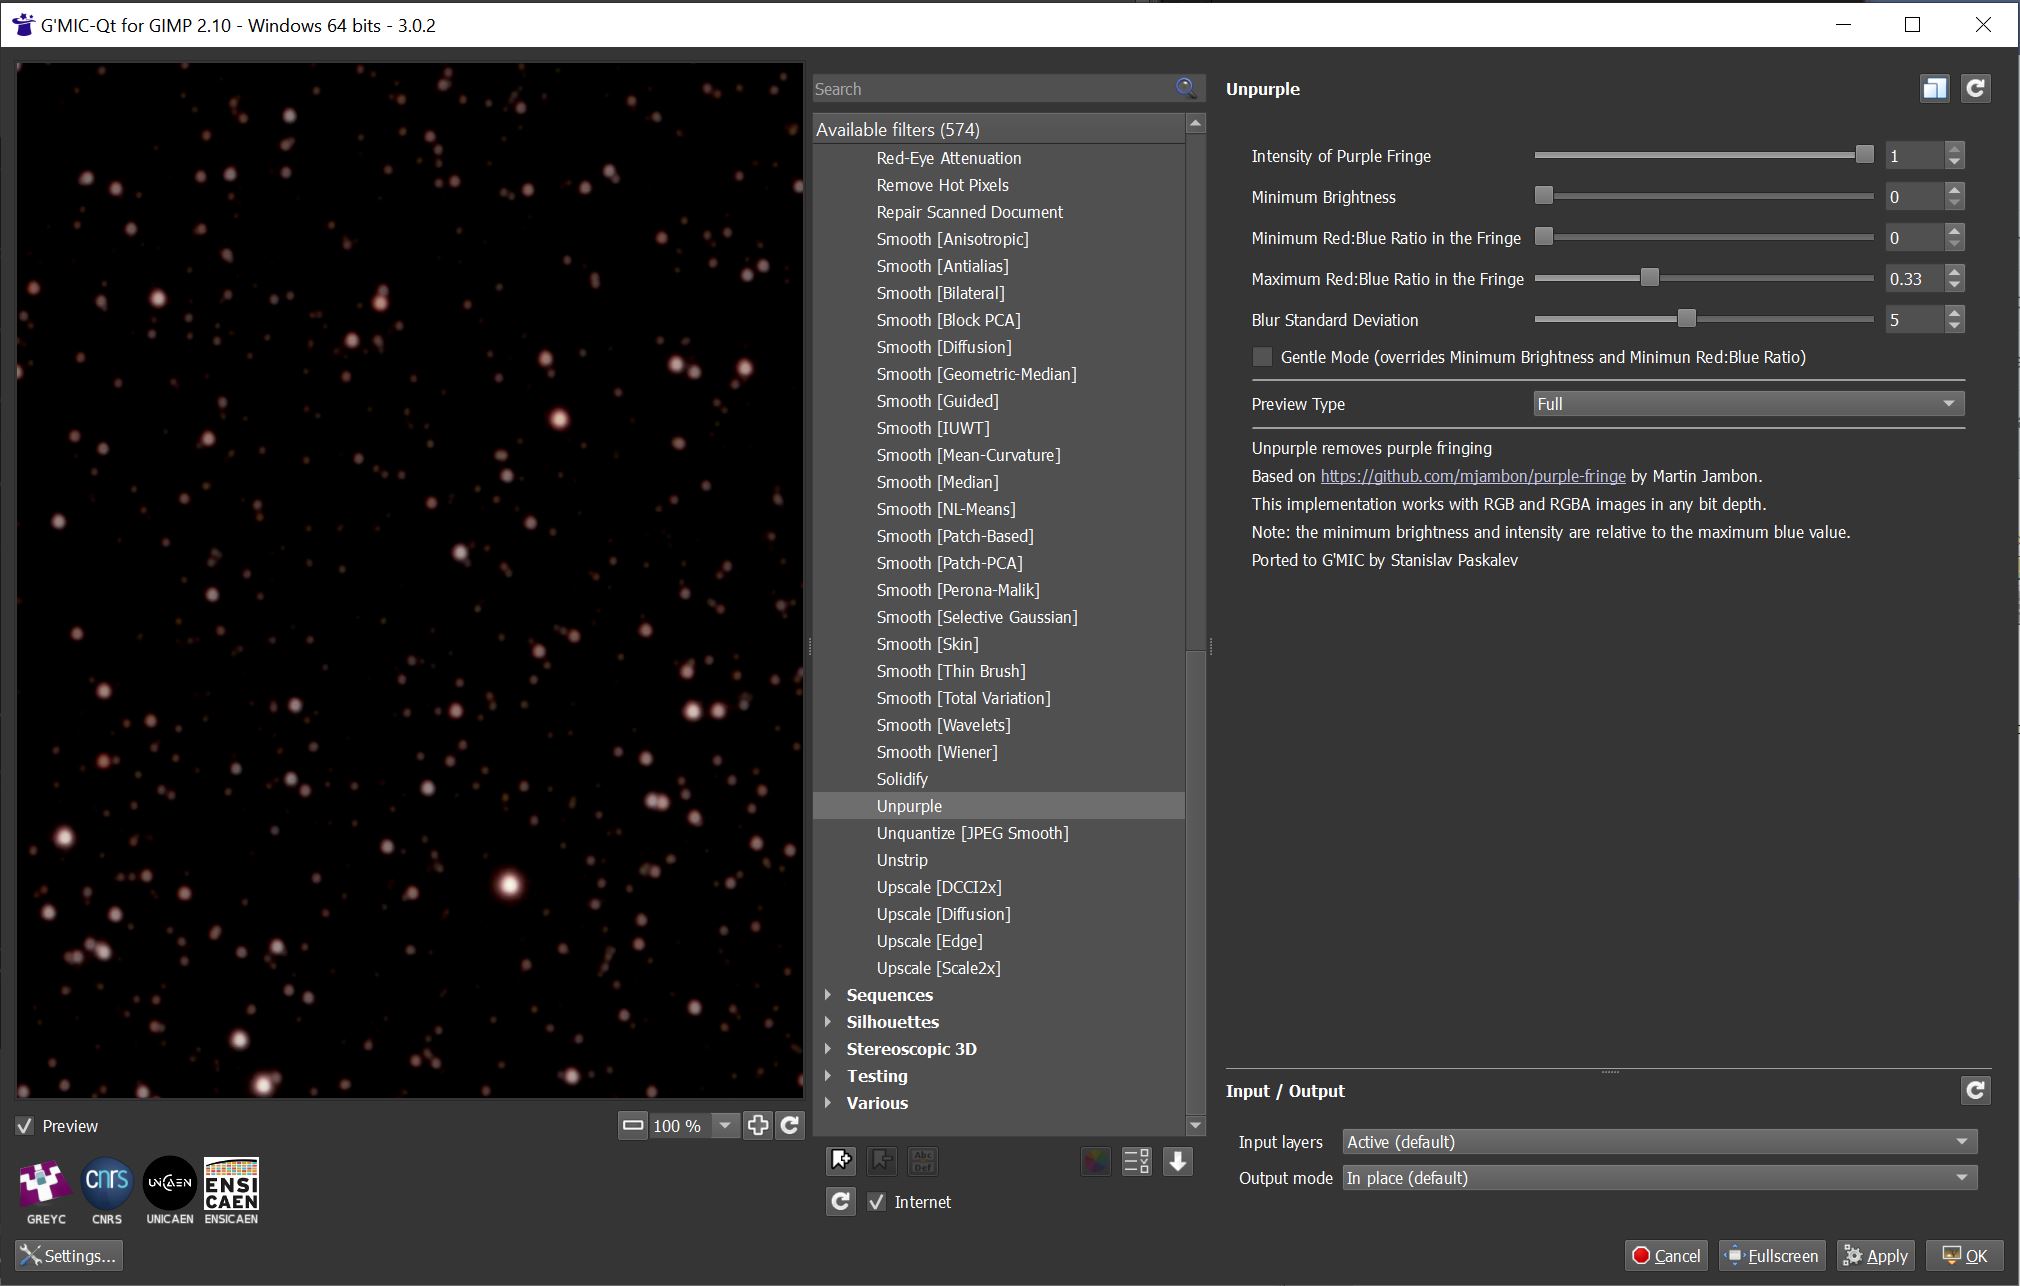 G'MIC-Qt for GIMP 2.10 - Windows 64 bits - 3.0.2
Search
Available filters (574)
Red-Eye Attenuation
Remove Hot Pixels
Repair Scanned Document
Smooth [Anisotropic]
Smooth [Antialias]
Smooth [Bilateral]
Smooth [Block PCA]
Smooth [Diffusion]
Smooth [Geometric-Median]
Smooth [Guided]
Smooth [IUWT]
Smooth [Mean-Curvature]
Smooth [Median]
Smooth [NL-Means]
Smooth [Patch-Based]
Smooth [Patch-PCA]
Smooth [Perona-Malik]
Smooth [Selective Gaussian]
Smooth [Skin]
Smooth [Thin Brush]
Smooth [Total Variation]
Smooth [Wavelets]
Smooth [Wiener]
Solidify
Unpurple
Unquantize [JPEG Smooth]
Unstrip
Upscale [DCCI2x]
Upscale [Diffusion]
Upscale [Edge]
Upscale [Scale2x]
Sequences
Silhouettes
Stereoscopic 3D
Testing
Various
Abc
Def
Internet
Unpurple
Intensity of Purple Fringe 1
Minimum Brightness 0
Minimum Red:Blue Ratio in the Fringe 0
Maximum Red:Blue Ratio in the Fringe 0.33
Blur Standard Deviation 5
Gentle Mode (overrides Minimum Brightness and Minimun Red:Blue Ratio)
Preview Type Full
Unpurple removes purple fringing
Based on https://github.com/mjambon/purple-fringe by Martin Jambon.
This implementation works with RGB and RGBA images in any bit depth.
Note: the minimum brightness and intensity are relative to the maximum blue value.
Ported to G'MIC by Stanislav Paskalev
Input / Output
Input layers Active (default)
Output mode In place (default)
Preview
100 %
cnrs
UNICAEN
ENSI
CAEN
GREYC CNRS UNICAEN ENSICAEN
Settings...
Cancel
Fullscreen
Apply
OK